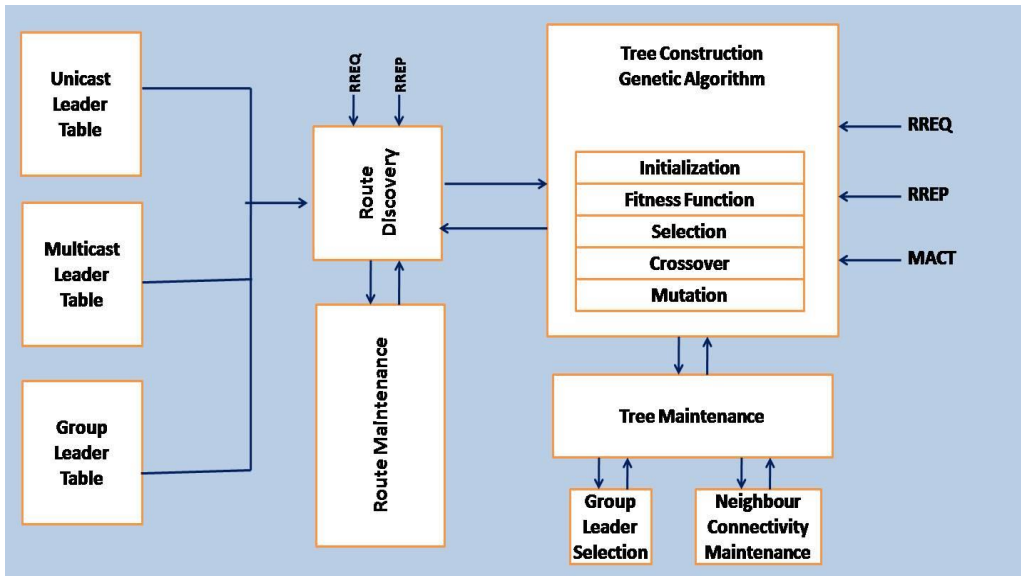 Unicast
Leader
Table
Multicast
Leader
Table
Group
Leader
Table
RREQ
RREP
Route
Discovery
Route Maintenance
Tree Construction
Genetic Algorithm
Initialization
Fitness Function
Selection
Crossover
Mutation
RREQ
RREP
MACT
Tree Maintenance
Group
Leader
Selection
Neighbour
Connectivity
Maintenance